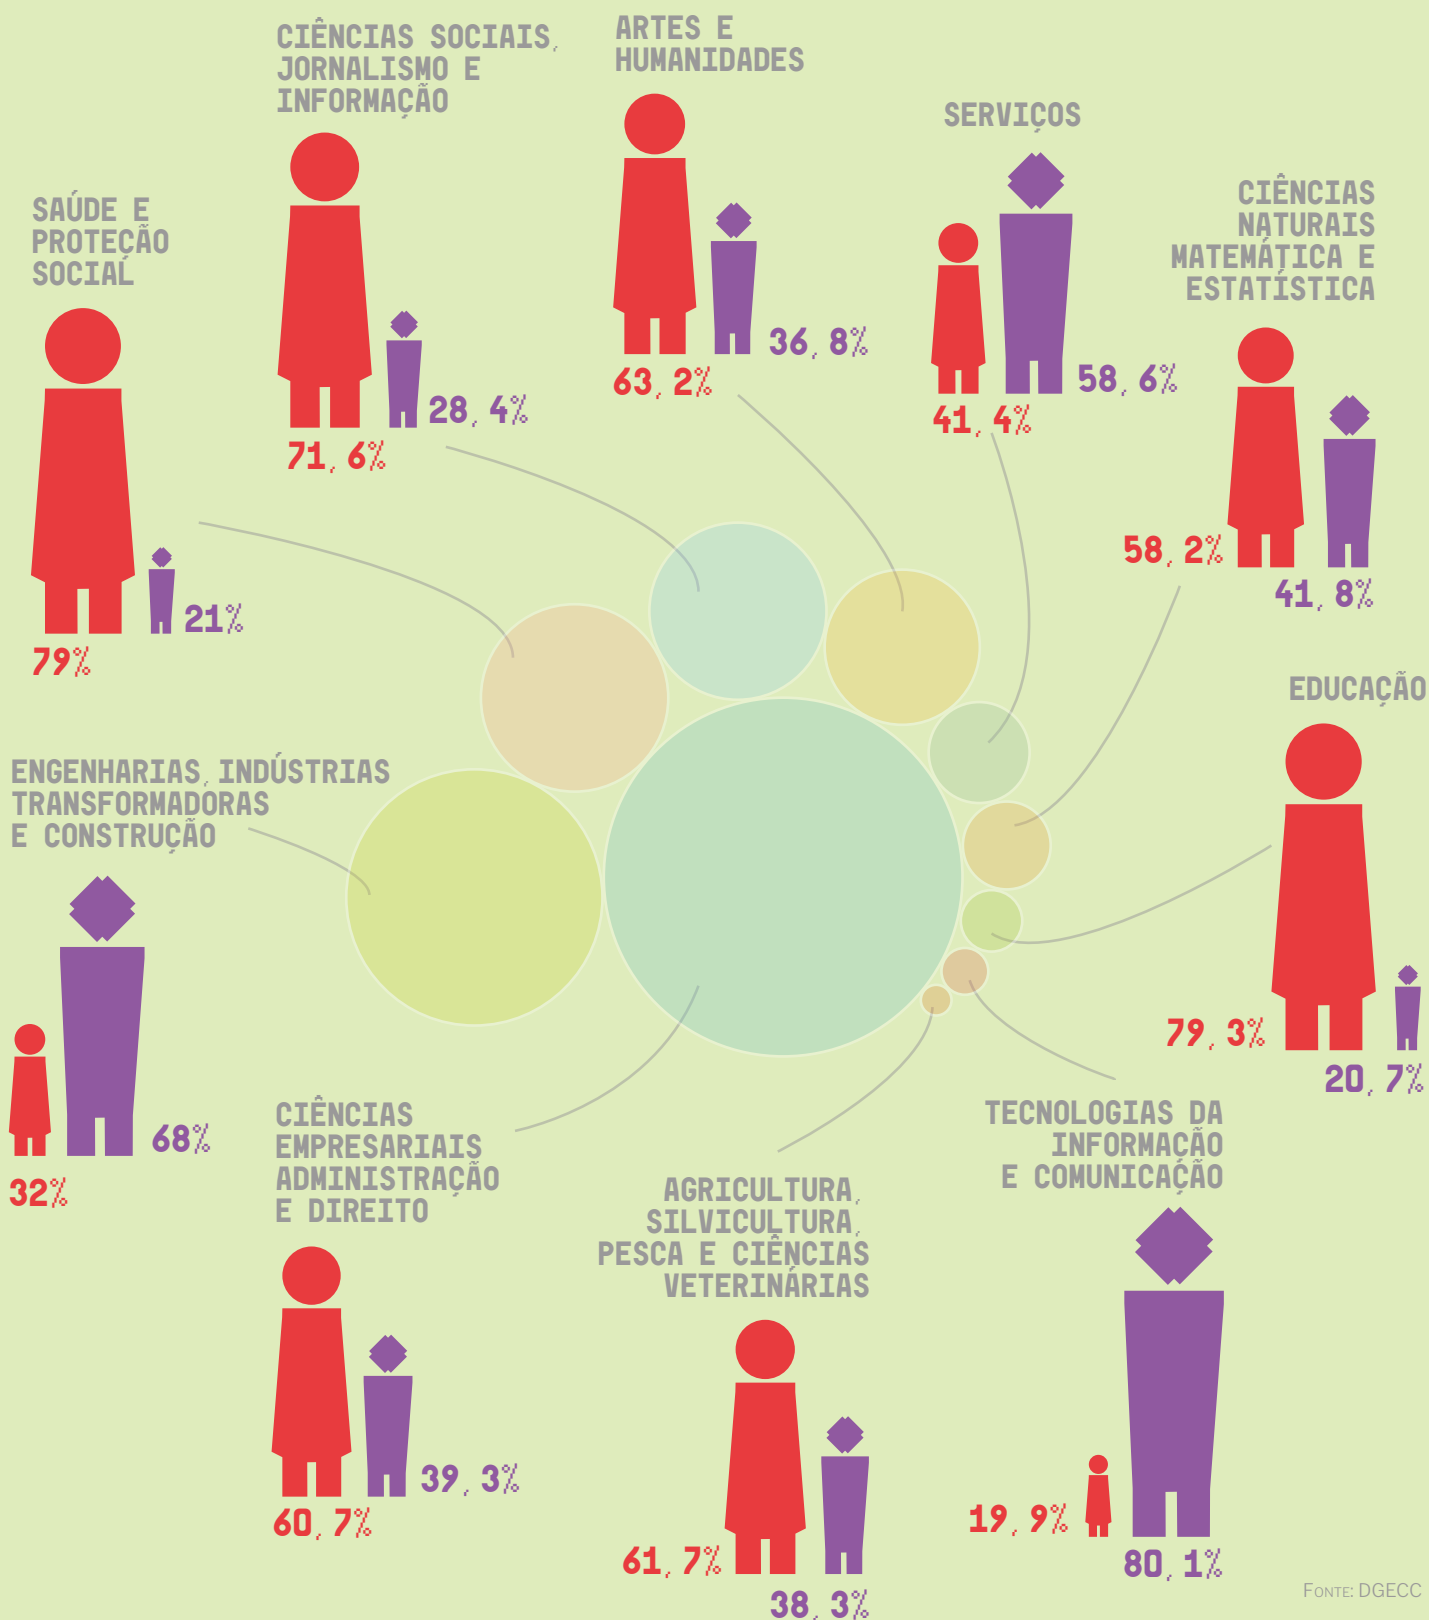 CIÊNCIAS SOCIAIS,
JORNALISMO E
INFORMAÇÃO
71,6%
28,4%
ARTES E
HUMANIDADES
63,2%
36,8%
SERVIÇOS
41,4%
58,6%
CIÊNCIAS
NATURAIS
MATEMÁTICA E
ESTATÍSTICA
58,2%
41,8%
SAÚDE E
PROTEÇÃO
SOCIAL
79%
21%
EDUCAÇÃO
79,3%
20,7%
ENGENHARIAS, INDÚSTRIAS
TRANSFORMADORAS
E CONSTRUÇÃO
32%
68%
CIÊNCIAS
EMPRESARIAIS
ADMINISTRAÇÃO
E DIREITO
60,7%
39,3%
AGRICULTURA,
SILVICULTURA,
PESCA E CIÊNCIAS
VETERINÁRIAS
61,7%
38,3%
TECNOLOGIAS DA
INFORMAÇÃO
E COMUNICAÇÃO
19,9%
80,1%
FONTE: DGECC